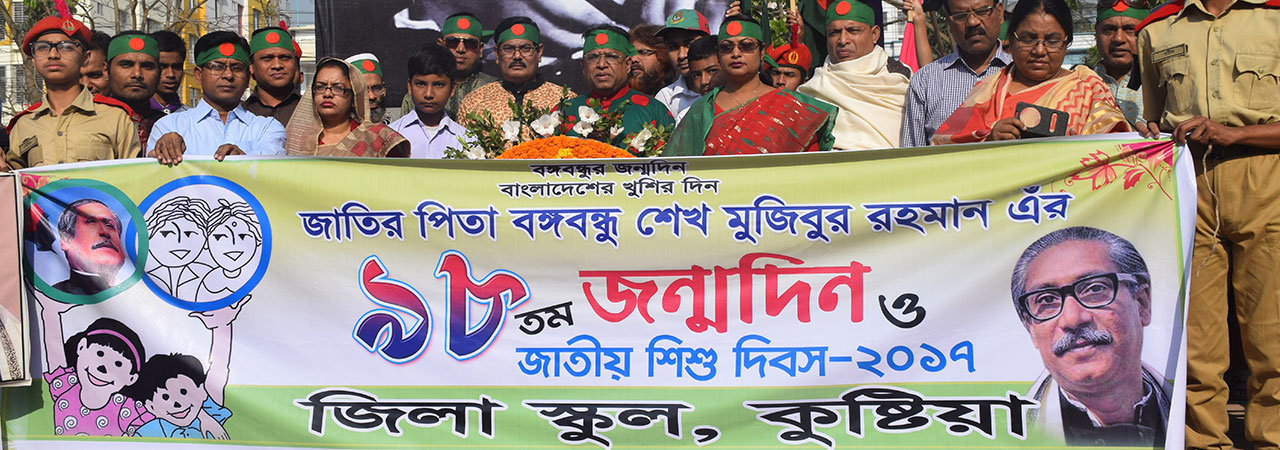 বঙ্গবন্ধুর জন্মদিন
বাংলাদেশের খুশির দিন
জাতির পিতা বঙ্গবন্ধু শেখ মুজিবুর রহমান এঁর
৯৮ তম জন্মদিন ও
জাতীয় শিশু দিবস-২০১৭
জিলা স্কুল, কুষ্টিয়া